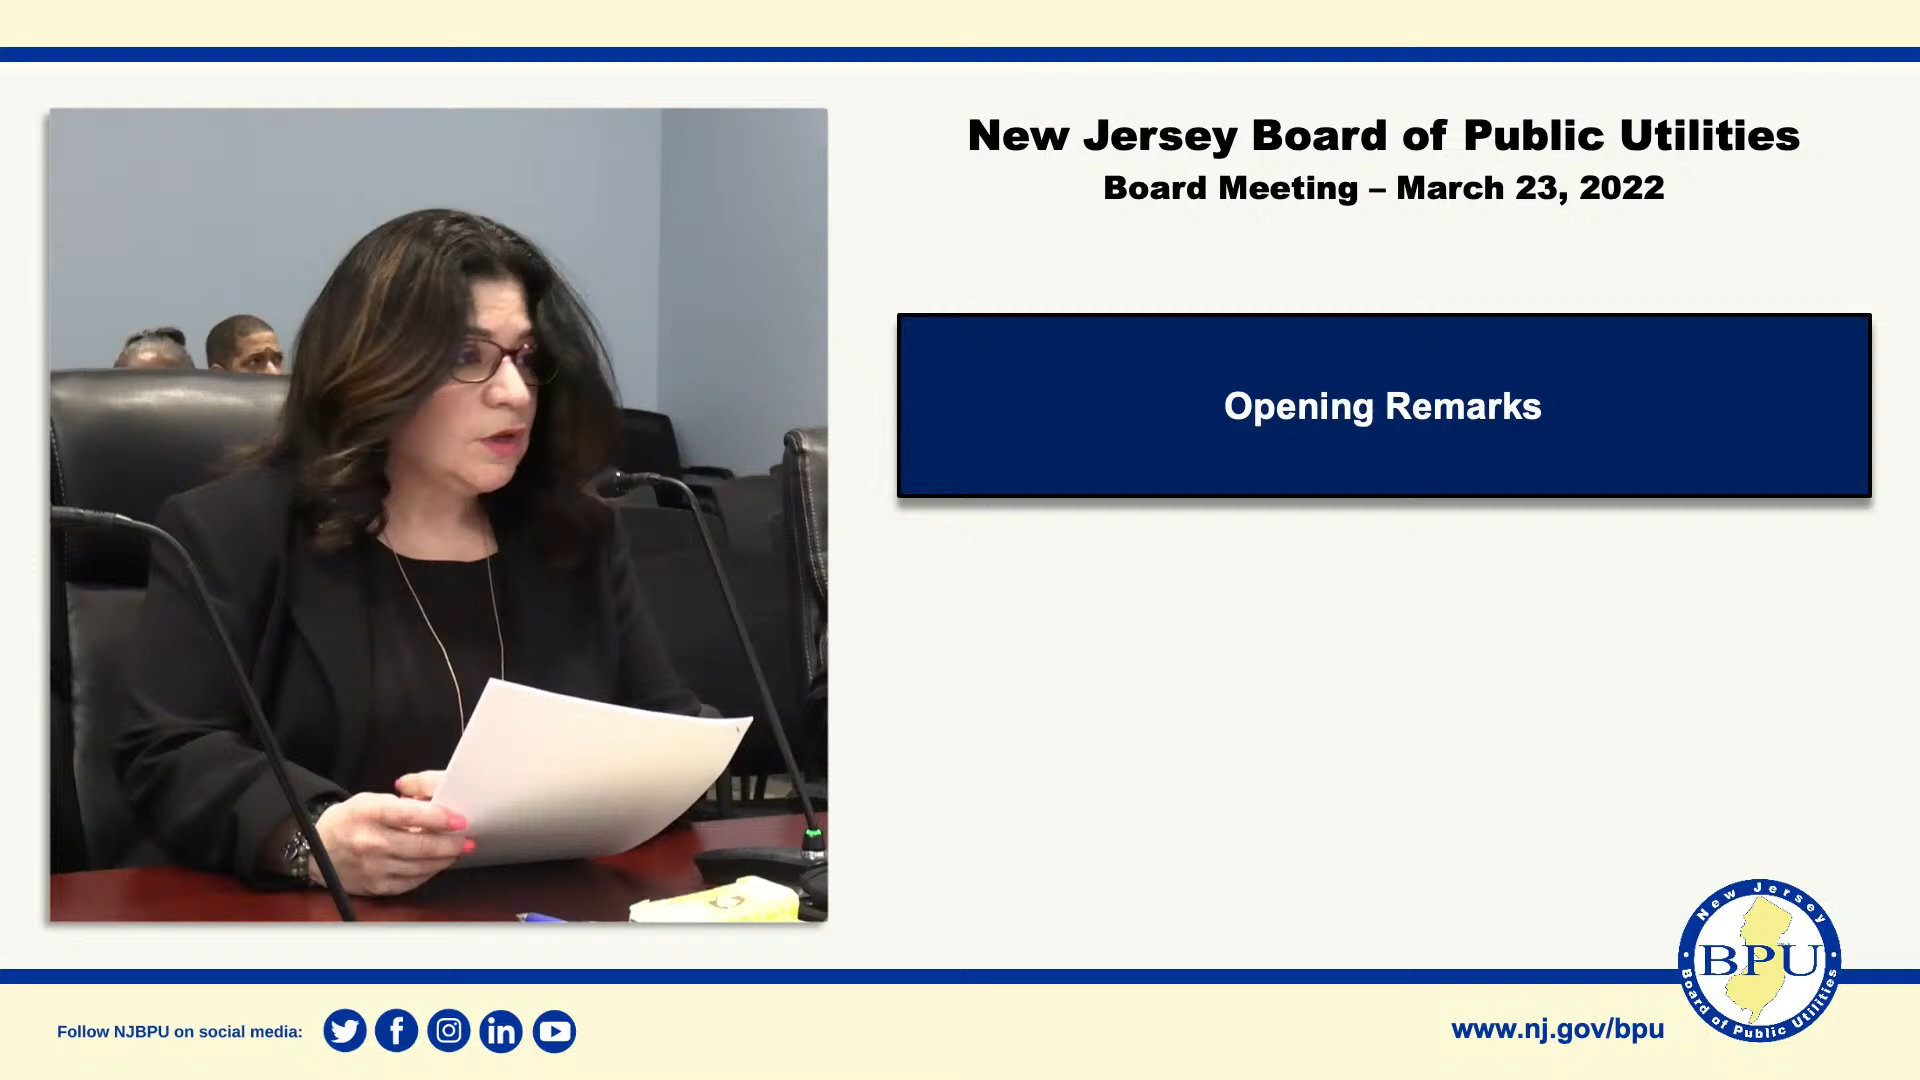 New Jersey Board of Public Utilities
Board Meeting – March 23, 2022
Opening Remarks
Follow NJBPU on social media:
www.nj.gov/bpu
New Jersey
BPU
Board of Public Utilities